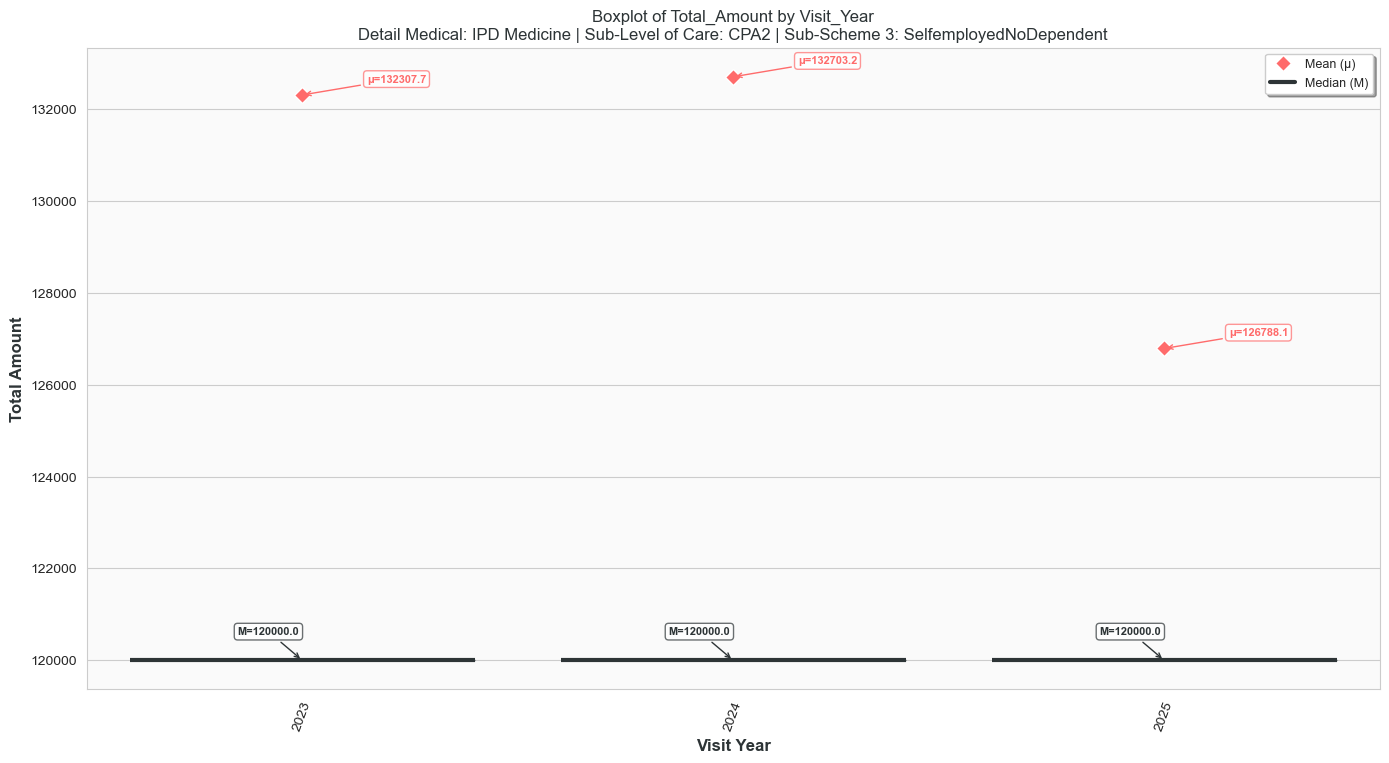 Boxplot of Total_Amount by Visit_Year
Detail Medical: IPD Medicine | Sub-Level of Care: CPA2 | Sub-Scheme 3: SelfemployedNoDependent
Mean (μ)
Median (M)
μ=132307.7
μ=132703.2
μ=126788.1
M=120000.0
M=120000.0
M=120000.0
Total Amount
132000
130000
128000
126000
124000
122000
120000
2023
2024
2025
Visit Year